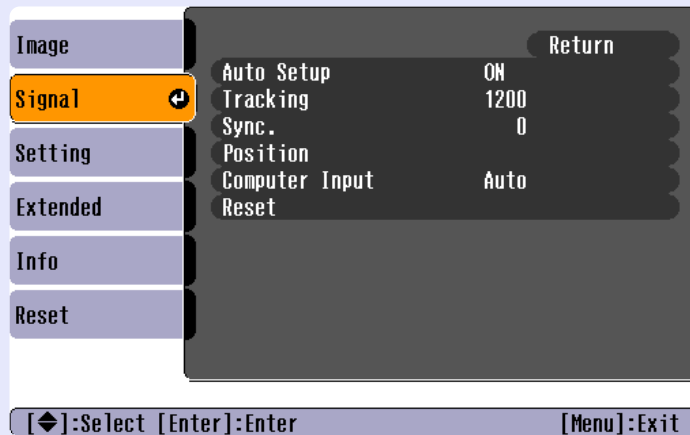 Image
Signal
Setting
Extended
Info
Reset
Return
Auto Setup ON
Tracking 1200
Sync. 0
Position
Computer Input Auto
Reset
[◆]:Select [Enter]:Enter [Menu]:Exit